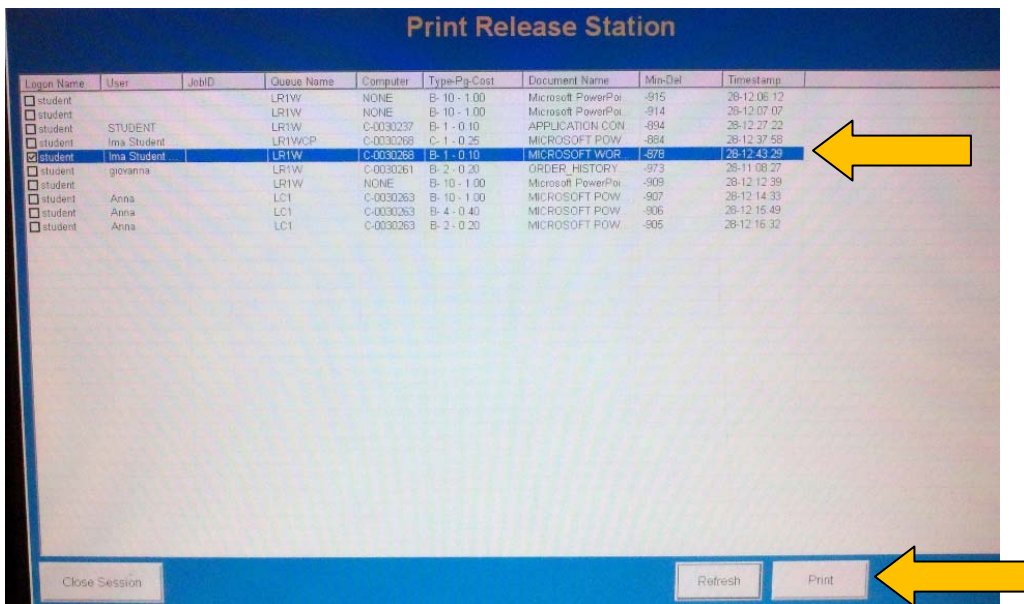 Print Release Station
Logon Name User JobID Queue Name Computer Type-Pg-Cost Document Name Min-Del Timestamp
student LR1W NONE B- 10 - 1.00 Microsoft PowerPoi... -915 28-12:06:12
student LR1W NONE B- 10 - 1.00 Microsoft PowerPoi... -914 28-12:07:07
student STUDENT LR1W C-0030237 B- 1 - 0.10 APPLICATION CON... -894 28-12:27:22
student Ima Student LR1WCP C-0030268 C- 1 - 0.25 MICROSOFT POW... -884 28-12:37:58
student Ima Student ... LR1W C-0030268 B- 1 - 0.10 MICROSOFT WOR... -878 28-12:43:29
student giovanna LR1W C-0030261 B- 2 - 0.20 ORDER_HISTORY... -973 28-11:08:27
student LR1W NONE B- 10 - 1.00 Microsoft PowerPoi... -909 28-12:12:39
student Anna LC1 C-0030263 B- 10 - 1.00 MICROSOFT POW... -907 28-12:14:33
student Anna LC1 C-0030263 B- 4 - 0.40 MICROSOFT POW... -906 28-12:15:49
student Anna LC1 C-0030263 B- 2 - 0.20 MICROSOFT POW... -905 28-12:16:32
Close Session Refresh Print